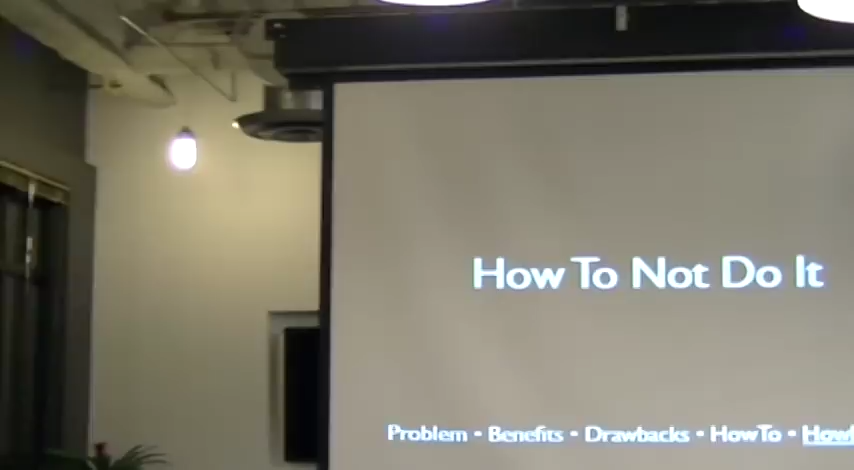 How To Not Do It
Problem - Benefits - Drawbacks - HowTo -